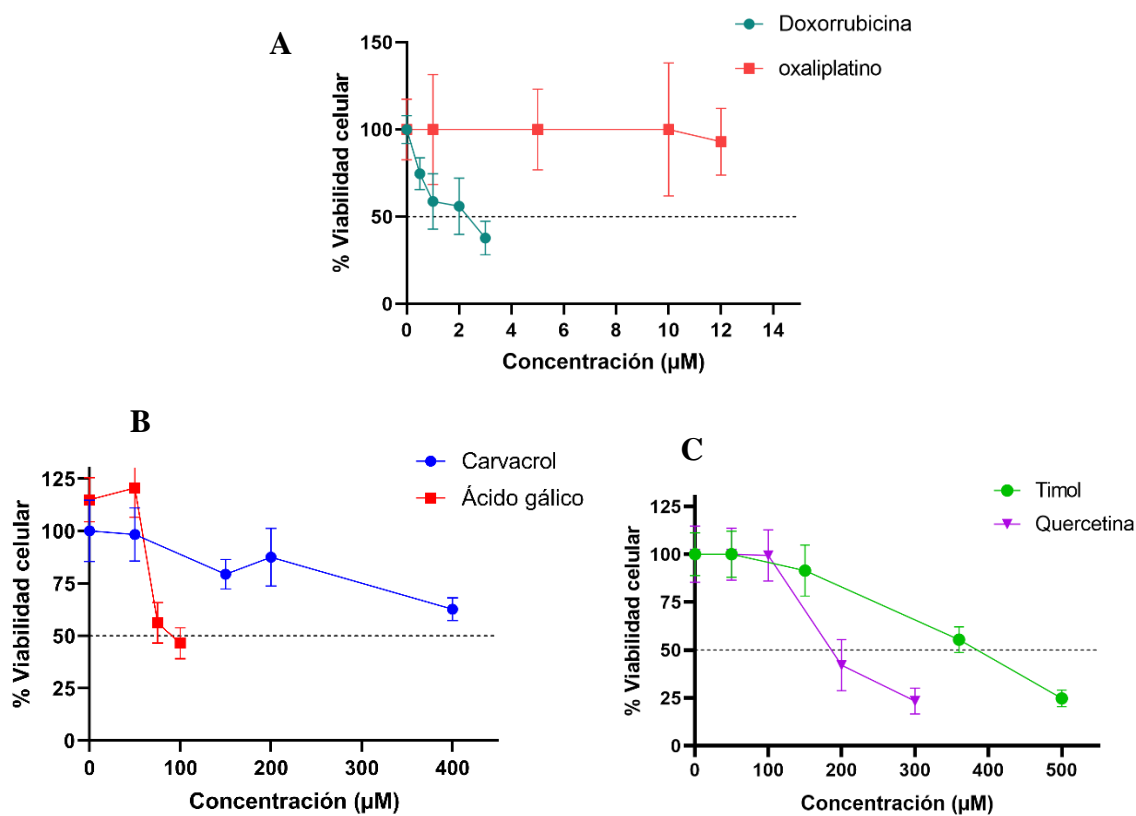 A
Doxorrubicina
oxaliplatino
150
100
50
0
% Viabilidad celular
0 2 4 6 8 10 12 14
Concentración (µM)
B
Carvacrol
Ácido gálico
125
100
75
50
25
0
% Viabilidad celular
0 100 200 300 400
Concentración (µM)
C
Timol
Quercetina
125
100
75
50
25
0
% Viabilidad celular
0 100 200 300 400 500
Concentración (µM)